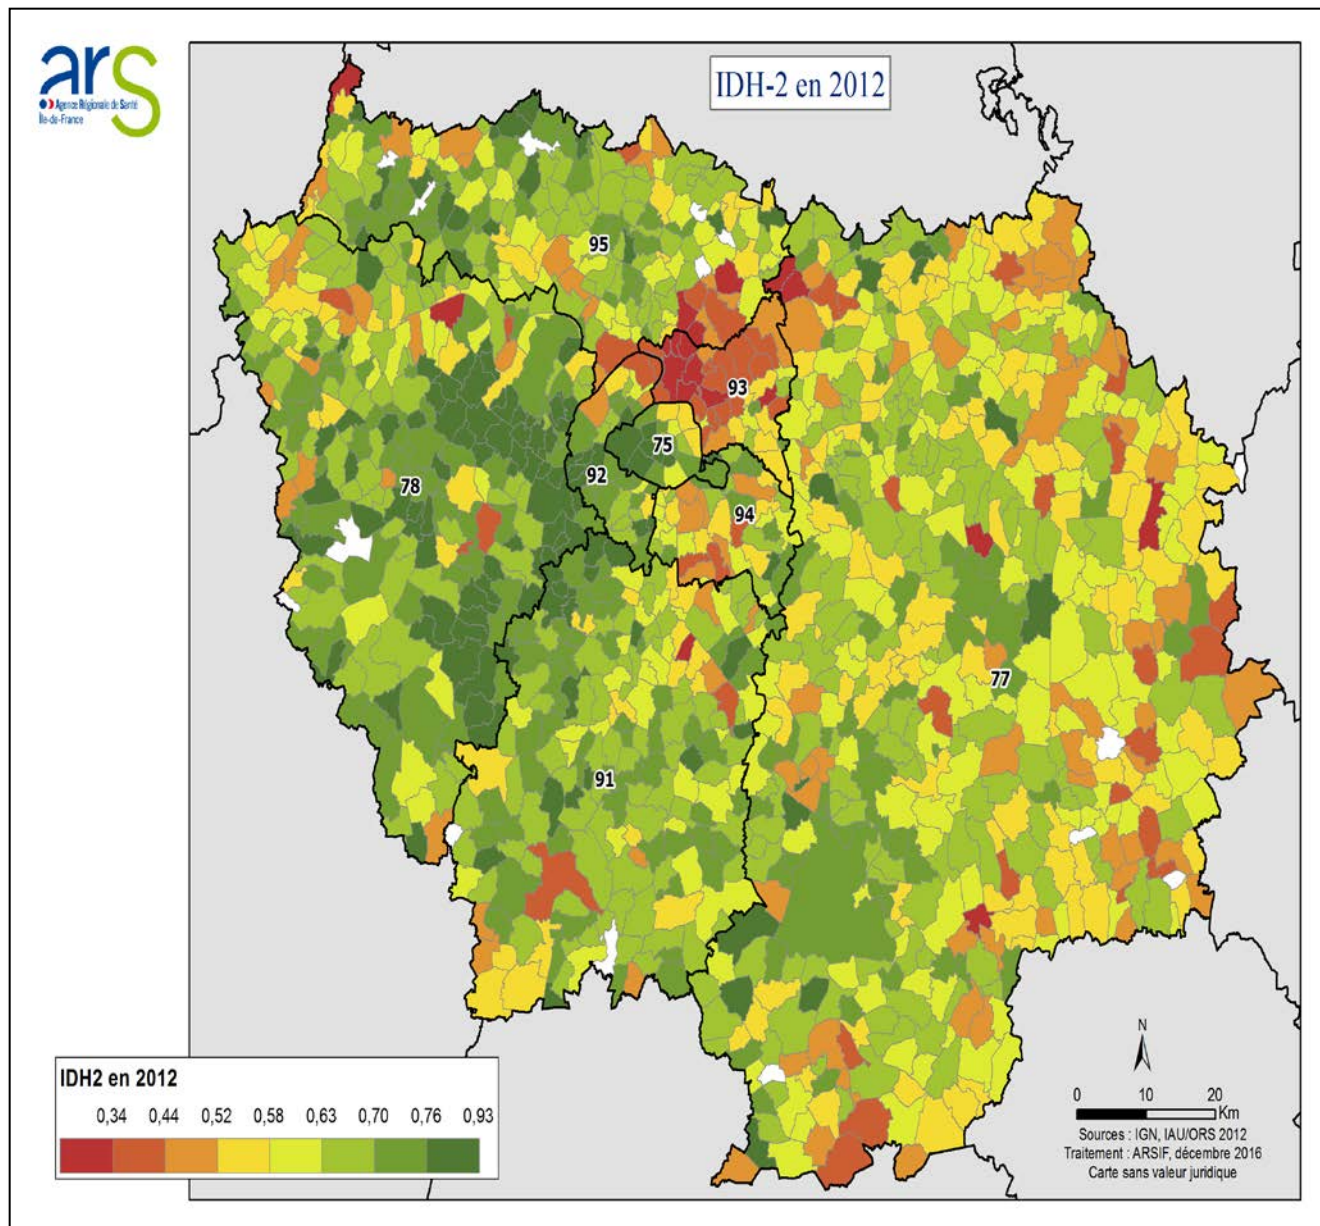 ars
Agence Régionale de Santé
Île-de-France
IDH-2 en 2012
95
93
75
92
78
94
77
91
IDH2 en 2012
0,34 0,44 0,52 0,58 0,63 0,70 0,76 0,93
N
0 10 20
Km
Sources : IGN, IAU/ORS 2012
Traitement : ARSIF, décembre 2016
Carte sans valeur juridique